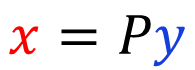 x = Py